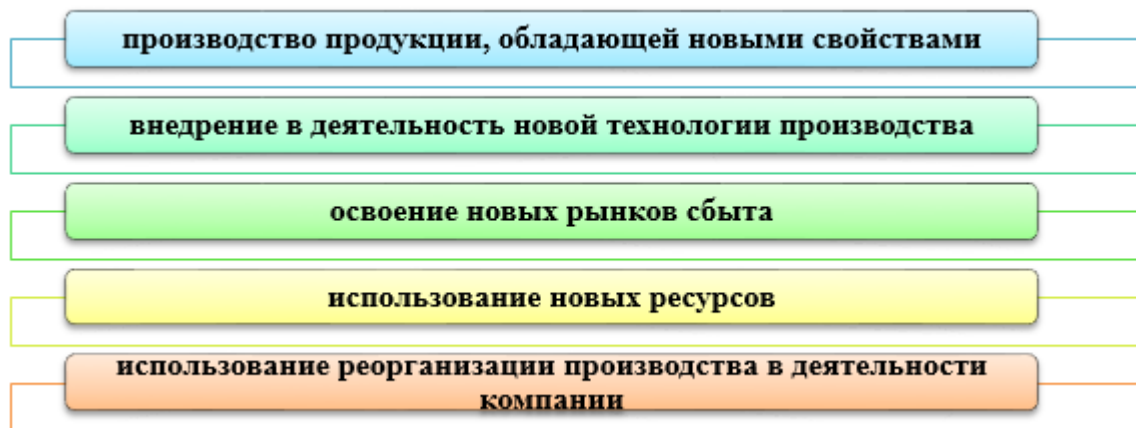 производство продукции, обладающей новыми свойствами
внедрение в деятельность новой технологии производства
освоение новых рынков сбыта
использование новых ресурсов
использование реорганизации производства в деятельности
компании